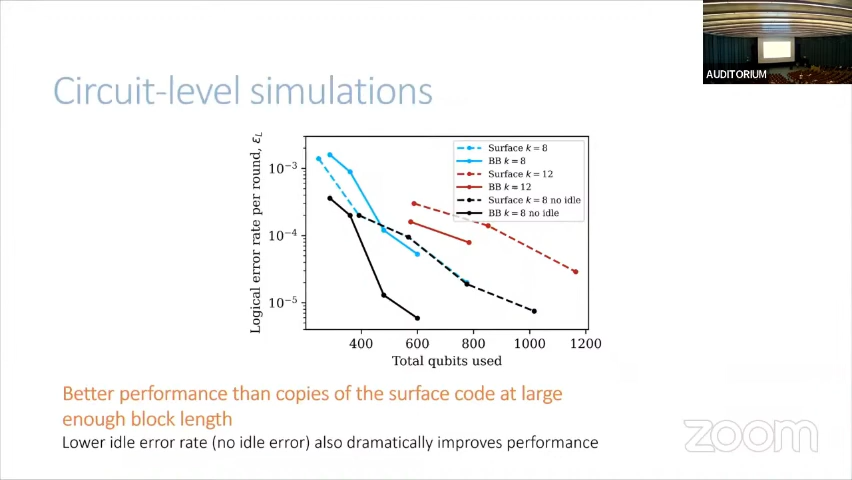 AUDITORIUM
Circuit-level simulations
Logical error rate per round, ε_L
10⁻³
10⁻⁴
10⁻⁵
Surface k = 8
BB k = 8
Surface k = 12
BB k = 12
Surface k = 8 no idle
BB k = 8 no idle
400 600 800 1000 1200
Total qubits used
Better performance than copies of the surface code at large
enough block length
Lower idle error rate (no idle error) also dramatically improves performance
zoom